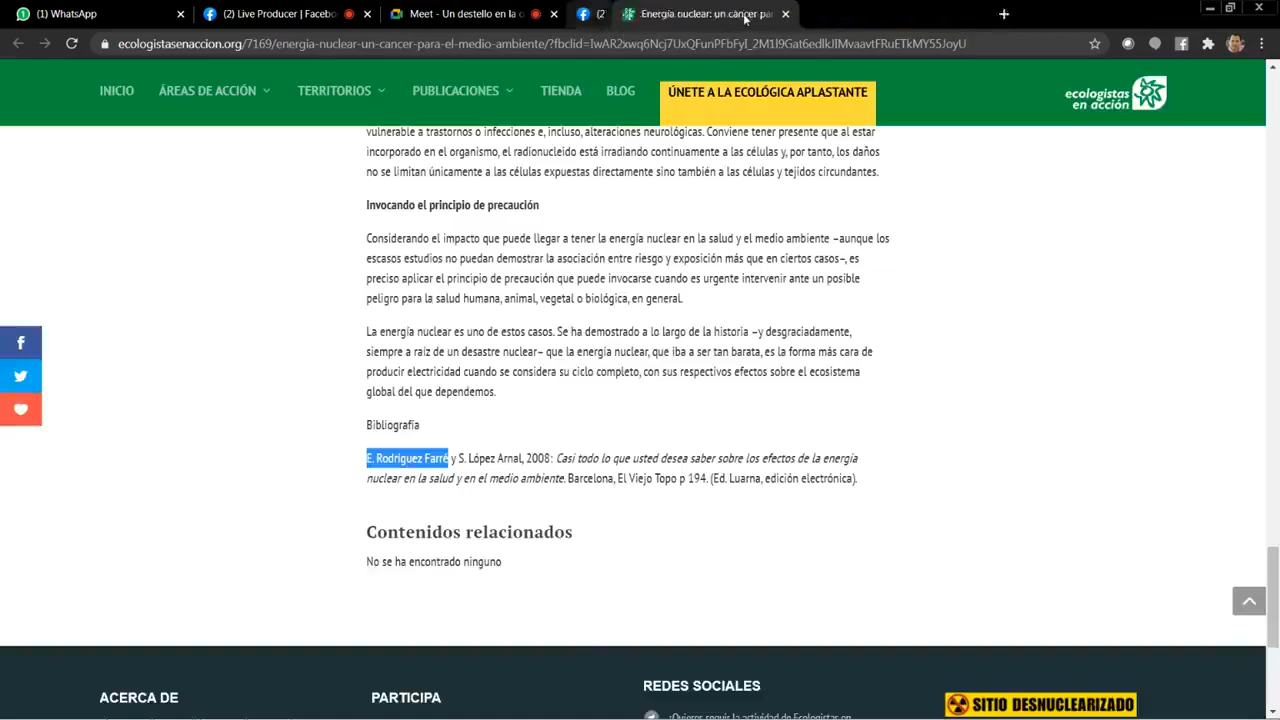 (1) WhatsApp
(2) Live Producer | Facebo
Meet - Un destello en la o
(2
Energía nuclear: un cáncer pa
ecologistasenaccion.org/7169/energia-nuclear-un-cancer-para-el-medio-ambiente/?fbclid=IwAR2xwq6Ncj7UxQFunPFbFyI_2M1I9Gat6edlkJIMvaavtFRuETkMY55JoyU
INICIO
ÁREAS DE ACCIÓN
TERRITORIOS
PUBLICACIONES
TIENDA
BLOG
ÚNETE A LA ECOLÓGICA APLASTANTE
ecologistas
en acción
vulnerable a trastornos o infecciones e, incluso, alteraciones neurológicas. Conviene tener presente que al estar
incorporado en el organismo, el radionucleido está irradiando continuamente a las células y, por tanto, los daños
no se limitan únicamente a las células expuestas directamente sino también a las células y tejidos circundantes.
Invocando el principio de precaución
Considerando el impacto que puede llegar a tener la energía nuclear en la salud y el medio ambiente –aunque los
escasos estudios no puedan demostrar la asociación entre riesgo y exposición más que en ciertos casos–, es
preciso aplicar el principio de precaución que puede invocarse cuando es urgente intervenir ante un posible
peligro para la salud humana, animal, vegetal o biológica, en general.
La energía nuclear es uno de estos casos. Se ha demostrado a lo largo de la historia –y desgraciadamente,
siempre a raíz de un desastre nuclear– que la energía nuclear, que iba a ser tan barata, es la forma más cara de
producir electricidad cuando se considera su ciclo completo, con sus respectivos efectos sobre el ecosistema
global del que dependemos.
Bibliografía
E. Rodríguez Farré y S. López Arnal, 2008: Casi todo lo que usted desea saber sobre los efectos de la energía
nuclear en la salud y en el medio ambiente. Barcelona, El Viejo Topo p 194. (Ed. Luarna, edición electrónica).
Contenidos relacionados
No se ha encontrado ninguno
ACERCA DE
PARTICIPA
REDES SOCIALES
¿Quieres seguir la actividad de Ecologistas en
SITIO DESNUCLEARIZADO